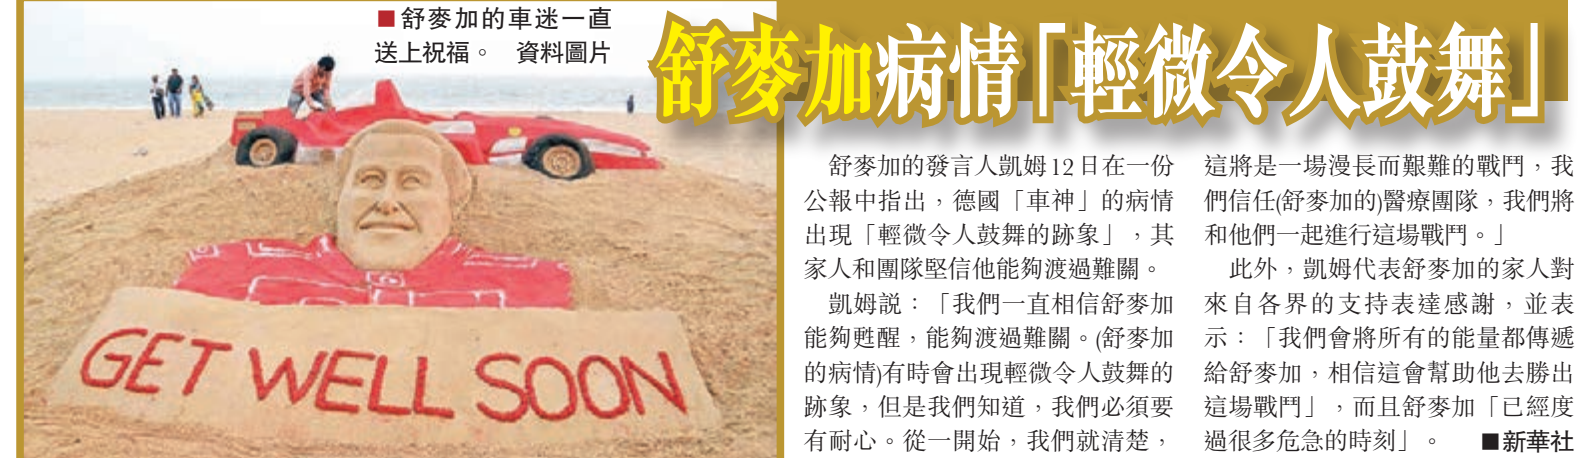 ■舒麥加的車迷一直
送上祝福。 資料圖片
舒麥加病情「輕微令人鼓舞」
GET WELL SOON
舒麥加的發言人凱姆12日在一份
公報中指出，德國「車神」的病情
出現「輕微令人鼓舞的跡象」，其
家人和團隊堅信他能夠渡過難關。
凱姆説：「我們一直相信舒麥加
能夠甦醒，能夠渡過難關。(舒麥加
的病情)有時會出現輕微令人鼓舞的
跡象，但是我們知道，我們必須要
有耐心。從一開始，我們就清楚，
這將是一場漫長而艱難的戰鬥，我
們信任(舒麥加的)醫療團隊，我們將
和他們一起進行這場戰鬥。」
此外，凱姆代表舒麥加的家人對
來自各界的支持表達感謝，並表
示：「我們會將所有的能量都傳遞
給舒麥加，相信這會幫助他去勝出
這場戰鬥」，而且舒麥加「已經度
過很多危急的時刻」。 ■新華社